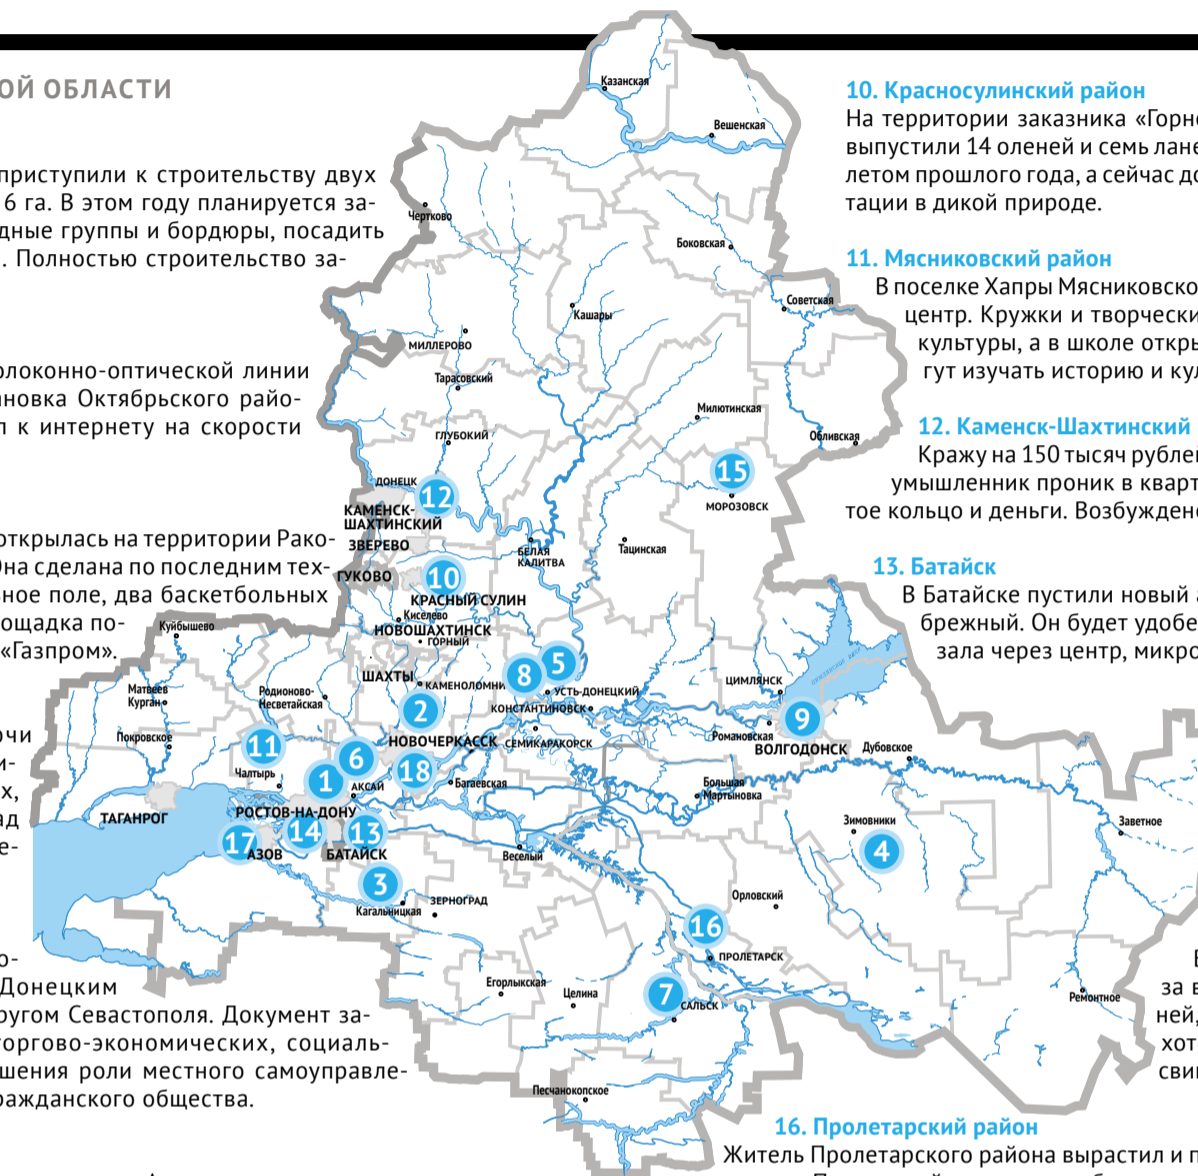 ОЙ ОБЛАСТИ
приступили к строительству двух
6 га. В этом году планируется за-
дные группы и бордюры, посадить
. Полностью строительство за-
олоконно-оптической линии
ановка Октябрьского райо-
п к интернету на скорости
открылась на территории Рако-
Она сделана по последним тех-
ьное поле, два баскетбольных
лощадка по-
«Газпром».
очи
и-
х,
ад
е-
о-
Донецким
ругом Севастополя. Документ за-
оргово-экономических, социаль-
шения роли местного самоуправле-
ражданского общества.
Казанская
Вешенская
Чертково
Боковская
Советская
Кашары
МИЛЛЕРОВО
Тарасовский
Милютинская
ГЛУБОКИЙ
Обливская
15
МОРОЗОВСК
ДОНЕЦК
12
КАМЕНСК-
ШАХТИНСКИЙ
ЗВЕРЕВО
БЕЛАЯ
КАЛИТВА
Тацинская
ГУКОВО
10
КРАСНЫЙ СУЛИН
Киселево
НОВОШАХТИНСК
ГОРНЫЙ
Куйбышево
ШАХТЫ
КАМЕНОЛОМНИ
8
5
УСТЬ-ДОНЕЦКИЙ
ЦИМЛЯНСК
Матвеев
Курган
Родионово-
Несветайская
2
КОНСТАНТИНОВСК
9
Покровское
11
НОВОЧЕРКАССК
СЕМИКАРАКОРСК
Романовская
ВОЛГОДОНСК
Дубовское
Чалтырь
6
1
АКСАЙ
18
Багаевская
Большая
Мартыновка
ТАГАНРОГ
РОСТОВ-НА-ДОНУ
Зимовники
Заветное
17
АЗОВ
14
13
БАТАЙСК
Веселый
4
3
Кагальницкая
ЗЕРНОГРАД
Орловский
16
ПРОЛЕТАРСК
Егорлыкская
Целина
7
САЛЬСК
Ремонтное
Песчанокопское
10. Красносулинский район
На территории заказника «Горн
выпустили 14 оленей и семь лане
летом прошлого года, а сейчас до
тации в дикой природе.
11. Мясниковский район
В поселке Хапры Мясниковско
центр. Кружки и творчески
культуры, а в школе откры
гут изучать историю и кул
12. Каменск-Шахтинский
Кражу на 150 тысяч рублей
умышленник проник в кварт
тое кольцо и деньги. Возбуждено
13. Батайск
В Батайске пустили новый а
брежный. Он будет удобе
зала через центр, микро
за в
ней,
хот
сви
16. Пролетарский район
Житель Пролетарского района вырастил и п